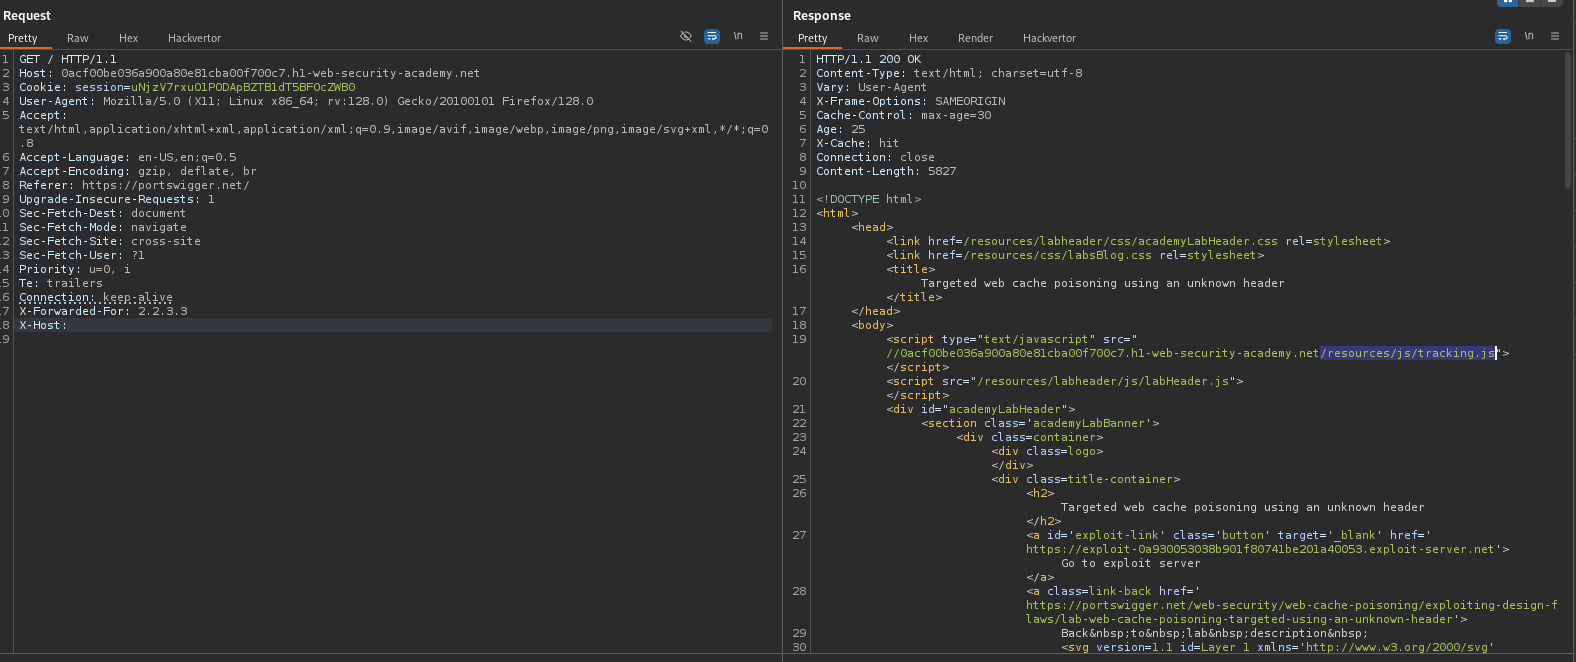 Request
Pretty Raw Hex Hackvertor \n
1 GET / HTTP/1.1
2 Host: 0acf00be036a900a80e81cba00f700c7.h1-web-security-academy.net
3 Cookie: session=uNjzV7rxuO1PODApBZTB1dT5BFOcZWBO
4 User-Agent: Mozilla/5.0 (X11; Linux x86_64; rv:128.0) Gecko/20100101 Firefox/128.0
5 Accept:
text/html,application/xhtml+xml,application/xml;q=0.9,image/avif,image/webp,image/png,image/svg+xml,*/*;q=0
.8
6 Accept-Language: en-US,en;q=0.5
7 Accept-Encoding: gzip, deflate, br
8 Referer: https://portswigger.net/
9 Upgrade-Insecure-Requests: 1
.0 Sec-Fetch-Dest: document
.1 Sec-Fetch-Mode: navigate
.2 Sec-Fetch-Site: cross-site
.3 Sec-Fetch-User: ?1
.4 Priority: u=0, i
.5 Te: trailers
.6 Connection: keep-alive
.7 X-Forwarded-For: 2.2.3.3
.8 X-Host:
.9
Response
Pretty Raw Hex Render Hackvertor \n
1 HTTP/1.1 200 OK
2 Content-Type: text/html; charset=utf-8
3 Vary: User-Agent
4 X-Frame-Options: SAMEORIGIN
5 Cache-Control: max-age=30
6 Age: 25
7 X-Cache: hit
8 Connection: close
9 Content-Length: 5827
10
11 <!DOCTYPE html>
12 <html>
13 <head>
14 <link href=/resources/labheader/css/academyLabHeader.css rel=stylesheet>
15 <link href=/resources/css/labsBlog.css rel=stylesheet>
16 <title>
Targeted web cache poisoning using an unknown header
</title>
17 </head>
18 <body>
19 <script type="text/javascript" src="
//0acf00be036a900a80e81cba00f700c7.h1-web-security-academy.net/resources/js/tracking.js">
</script>
20 <script src="/resources/labheader/js/labHeader.js">
</script>
21 <div id="academyLabHeader">
22 <section class='academyLabBanner'>
23 <div class=container>
24 <div class=logo>
</div>
25 <div class=title-container>
26 <h2>
Targeted web cache poisoning using an unknown header
</h2>
27 <a id='exploit-link' class='button' target='_blank' href='
https://exploit-0a930053038b901f80741be201a40053.exploit-server.net'>
Go to exploit server
</a>
28 <a class=link-back href='
https://portswigger.net/web-security/web-cache-poisoning/exploiting-design-f
laws/lab-web-cache-poisoning-targeted-using-an-unknown-header'>
29 Back&nbsp;to&nbsp;lab&nbsp;description&nbsp;
30 <svg version=1.1 id=Layer_1 xmlns='http://www.w3.org/2000/svg'